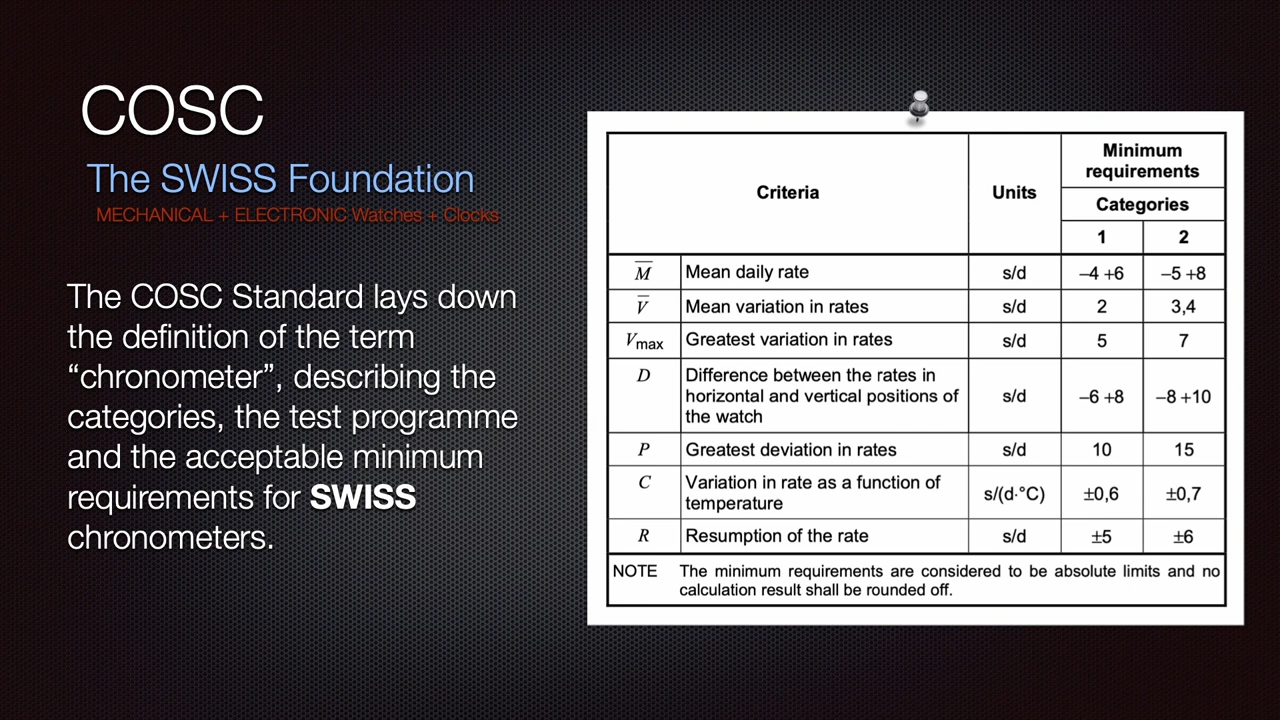 COSC
The SWISS Foundation
MECHANICAL + ELECTRONIC Watches + Clocks
The COSC Standard lays down
the definition of the term
“chronometer”, describing the
categories, the test programme
and the acceptable minimum
requirements for SWISS
chronometers.
Criteria Units Minimum requirements
Categories
1 2
M̅ Mean daily rate s/d –4 +6 –5 +8
V̅ Mean variation in rates s/d 2 3,4
Vmax Greatest variation in rates s/d 5 7
D Difference between the rates in
horizontal and vertical positions of s/d –6 +8 –8 +10
the watch
P Greatest deviation in rates s/d 10 15
C Variation in rate as a function of
temperature s/(d·°C) ±0,6 ±0,7
R Resumption of the rate s/d ±5 ±6
NOTE The minimum requirements are considered to be absolute limits and no
calculation result shall be rounded off.